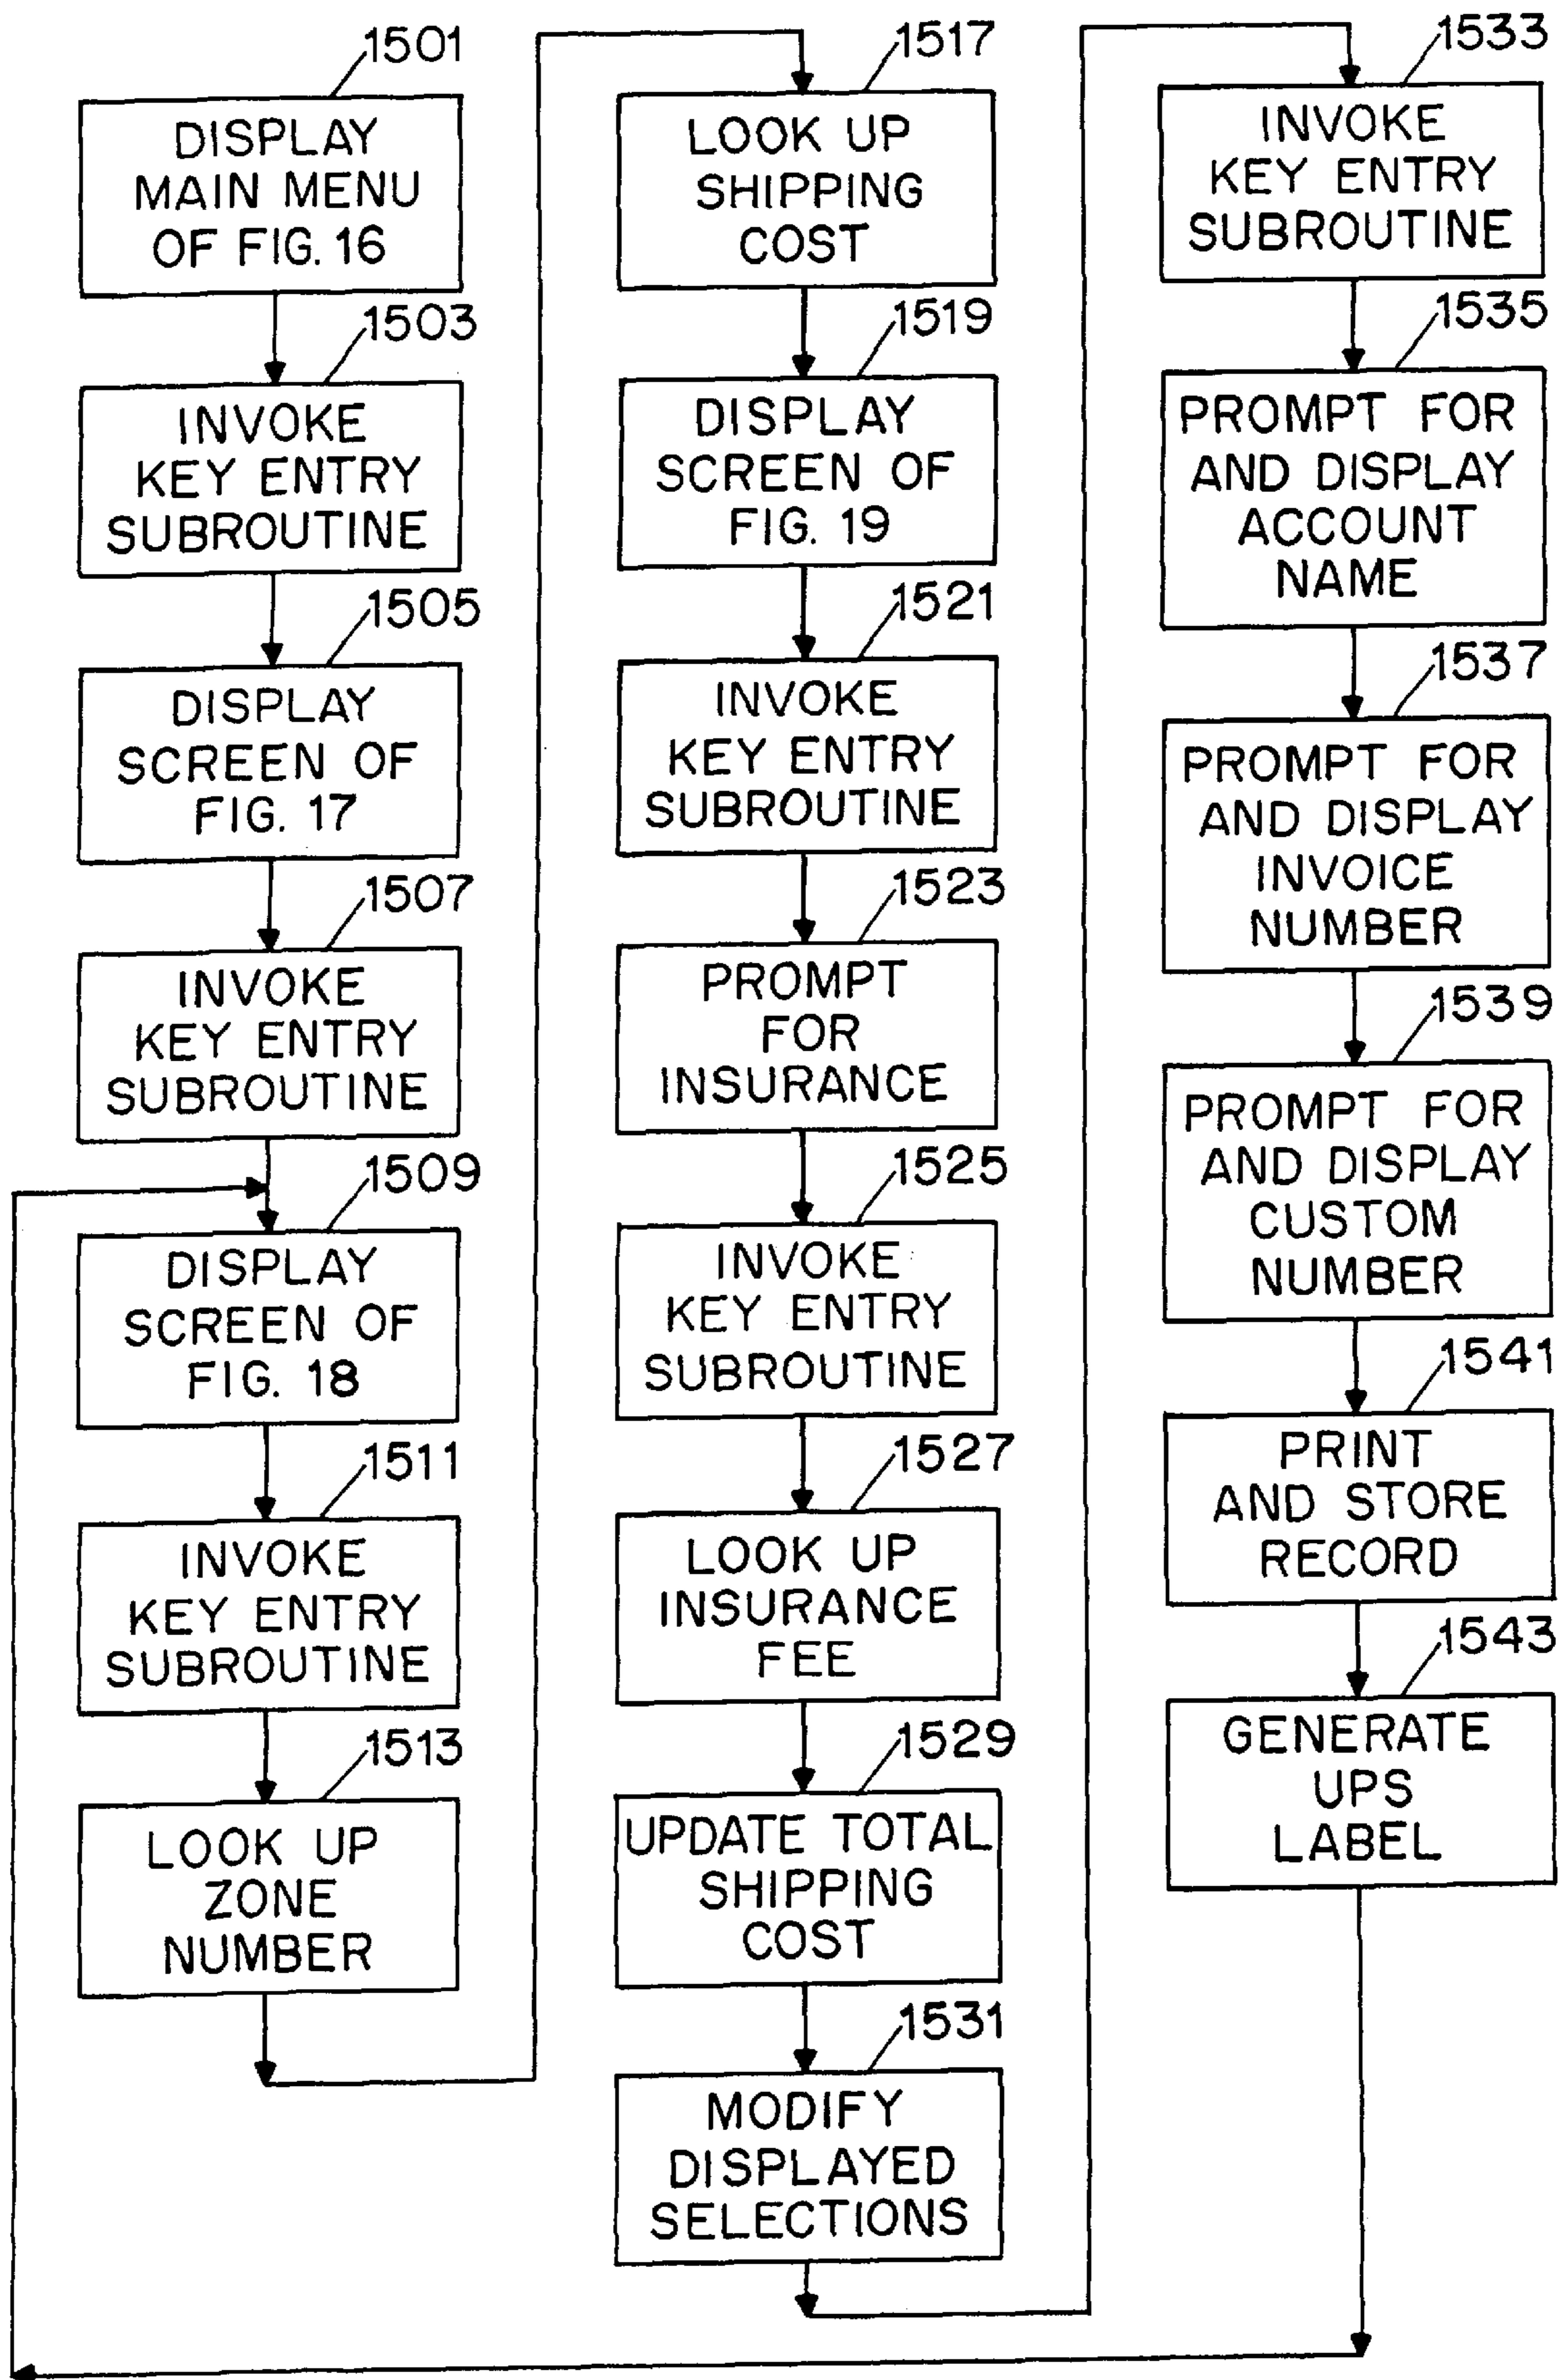 1501
DISPLAY
MAIN MENU
OF FIG. 16
1503
INVOKE
KEY ENTRY
SUBROUTINE
1505
DISPLAY
SCREEN OF
FIG. 17
1507
INVOKE
KEY ENTRY
SUBROUTINE
1509
DISPLAY
SCREEN OF
FIG. 18
1511
INVOKE
KEY ENTRY
SUBROUTINE
1513
LOOK UP
ZONE
NUMBER
1517
LOOK UP
SHIPPING
COST
1519
DISPLAY
SCREEN OF
FIG. 19
1521
INVOKE
KEY ENTRY
SUBROUTINE
1523
PROMPT
FOR
INSURANCE
1525
INVOKE
KEY ENTRY
SUBROUTINE
1527
LOOK UP
INSURANCE
FEE
1529
UPDATE TOTAL
SHIPPING
COST
1531
MODIFY
DISPLAYED
SELECTIONS
1533
INVOKE
KEY ENTRY
SUBROUTINE
1535
PROMPT FOR
AND DISPLAY
ACCOUNT
NAME
1537
PROMPT FOR
AND DISPLAY
INVOICE
NUMBER
1539
PROMPT FOR
AND DISPLAY
CUSTOM
NUMBER
1541
PRINT
AND STORE
RECORD
1543
GENERATE
UPS
LABEL